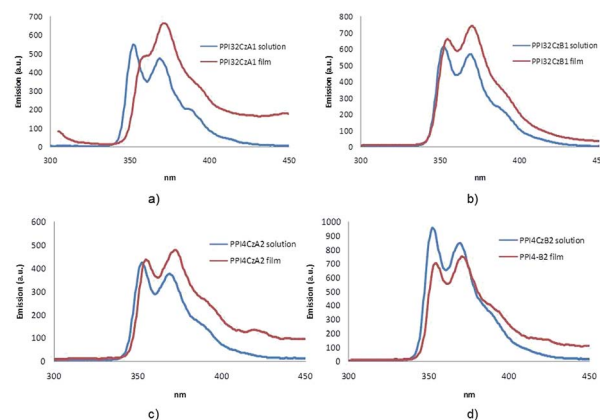 PPI32CzA1 solution
PPI32CzA1 film
Emission (a.u.)
700
600
500
400
300
200
100
0
300 350 400 450
nm
a)
PPI32CzB1 solution
PPI32CzB1 film
Emission (a.u.)
800
700
600
500
400
300
200
100
0
300 350 400 450
nm
b)
PPI4CzA2 solution
PPI4CzA2 film
Emission (a.u.)
600
500
400
300
200
100
0
300 350 400 450
nm
c)
PPI4CzB2 solution
PPI4-B2 film
Emission (a.u.)
1000
900
800
700
600
500
400
300
200
100
0
300 350 400 450
nm
d)